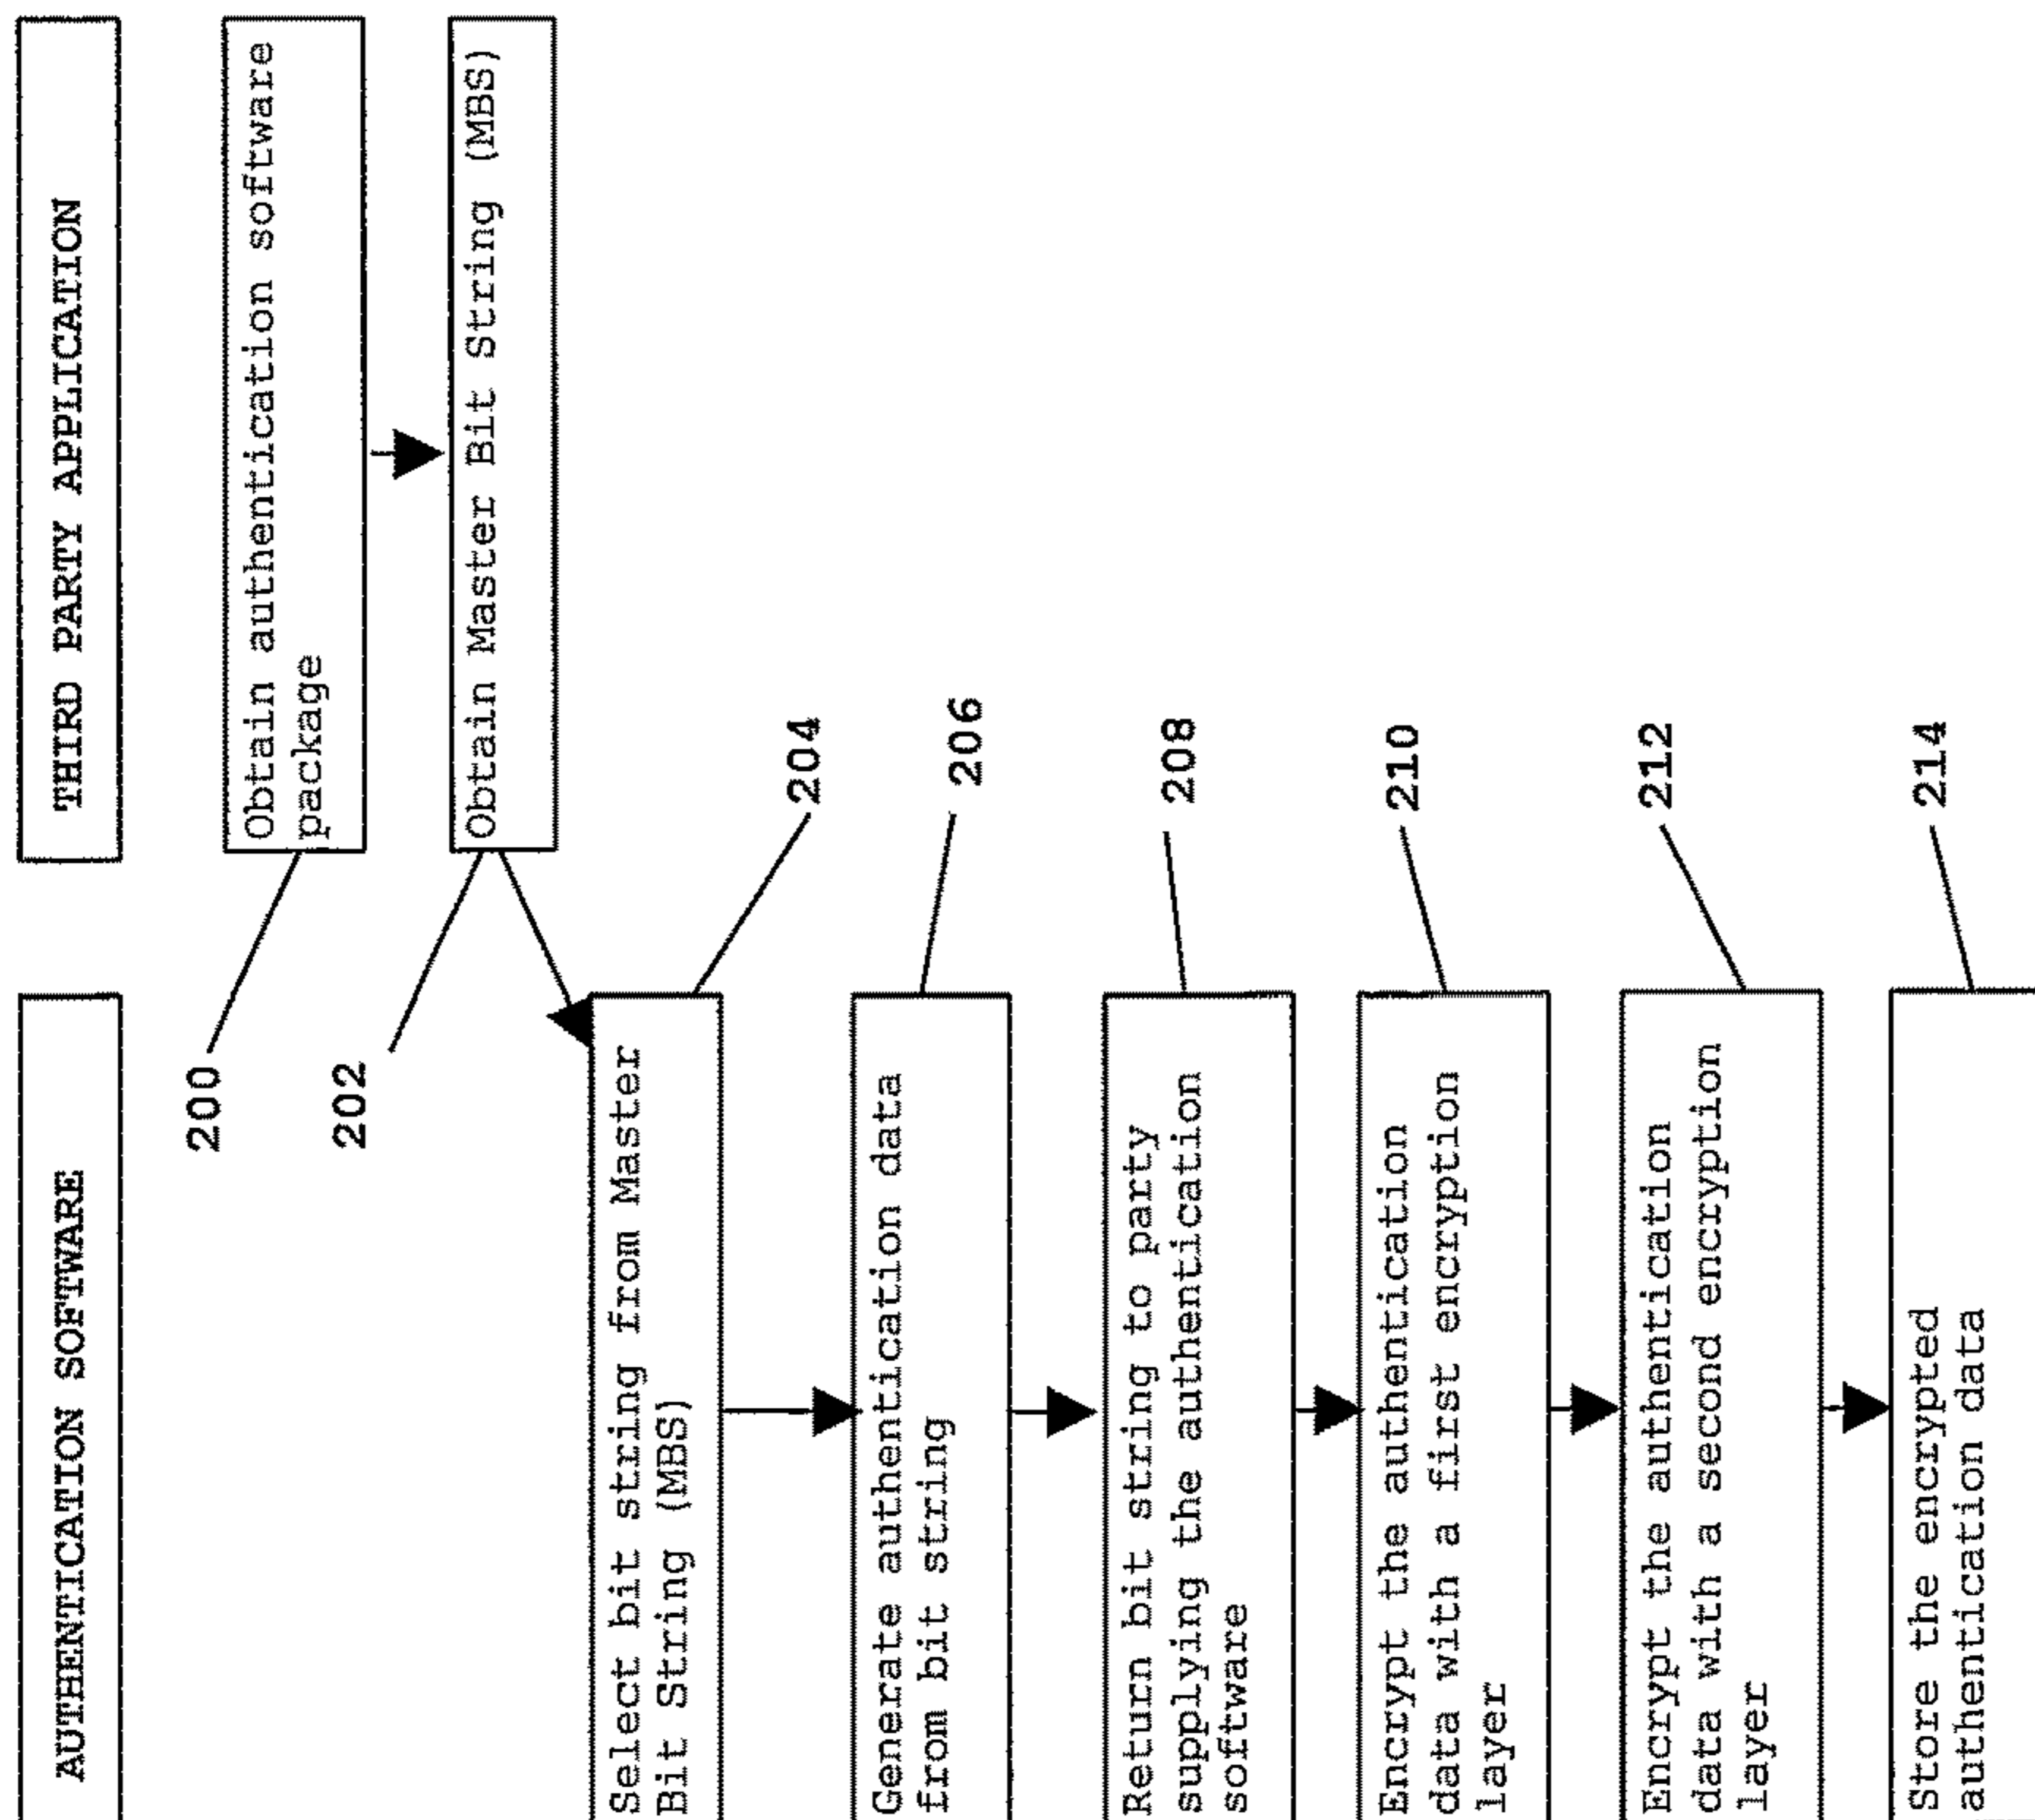 AUTHENTICATION SOFTWARE
THIRD PARTY APPLICATION
200
Obtain authentication software
package
202
Obtain Master Bit String (MBS)
Select bit string from Master
Bit String (MBS)
204
Generate authentication data
from bit string
206
Return bit string to party
supplying the authentication
software
208
Encrypt the authentication
data with a first encryption
layer
210
Encrypt the authentication
data with a second encryption
layer
212
Store the encrypted
authentication data
214